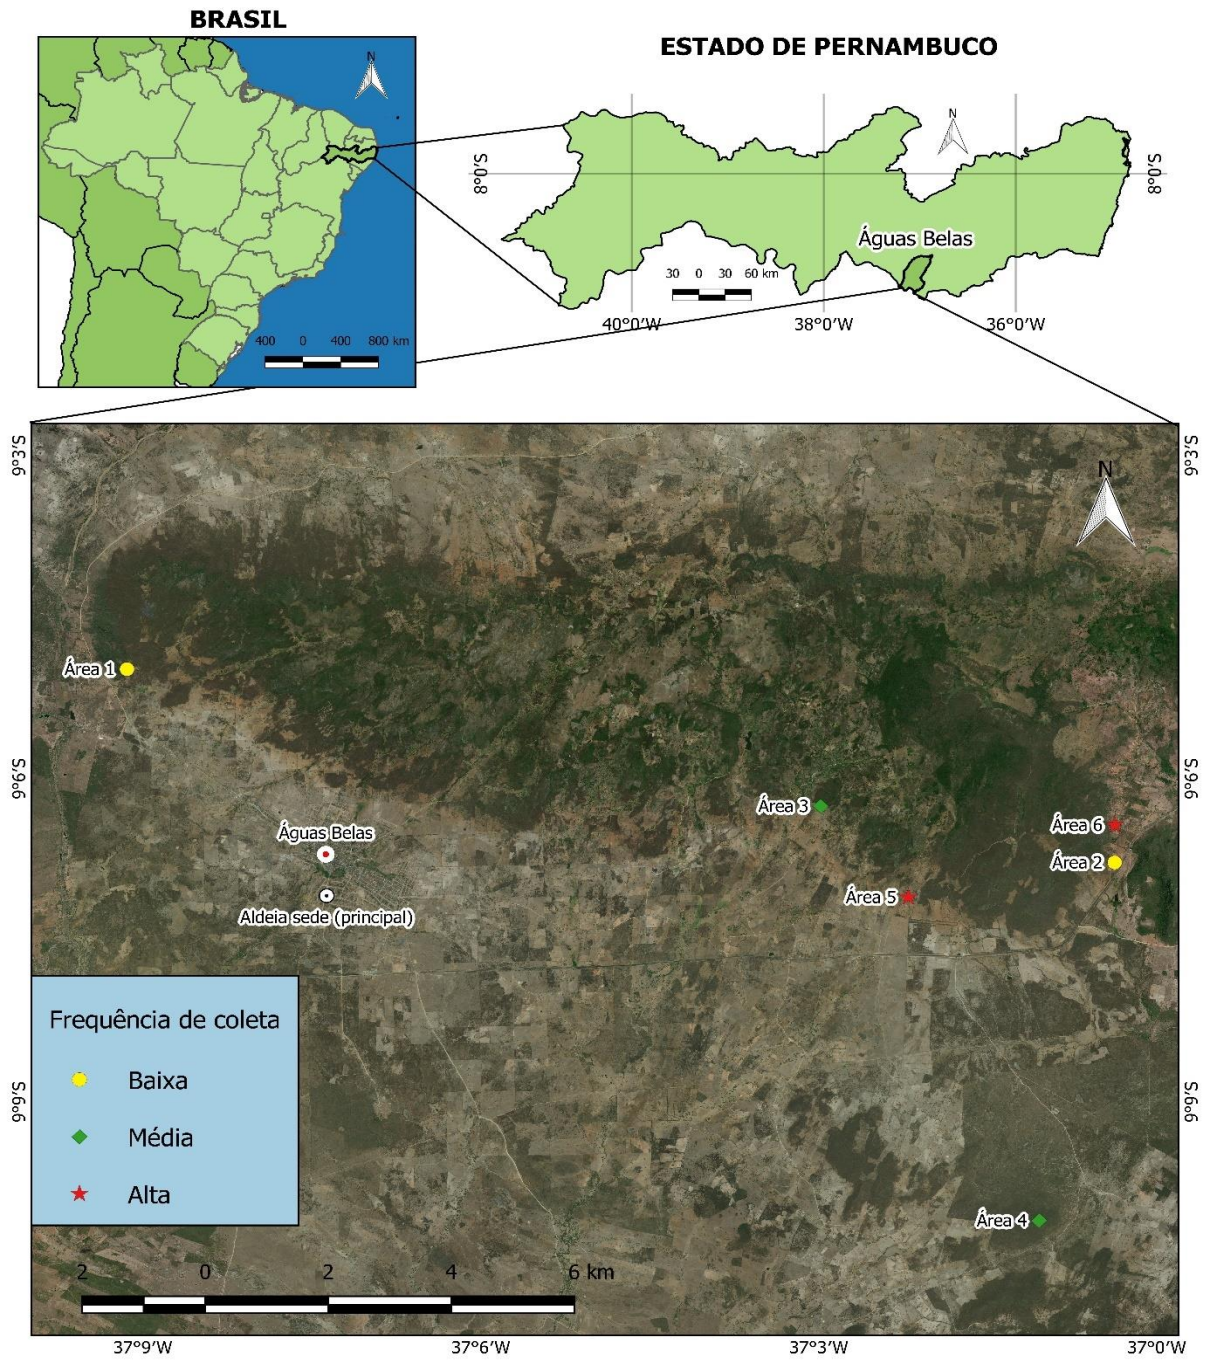 BRASIL
ESTADO DE PERNAMBUCO
N
N
8°0'S
8°0'S
Águas Belas
30 0 30 60 km
400 0 400 800 km
40°0'W 38°0'W 36°0'W
9°3'S
9°3'S
N
Área 1
9°6'S
9°6'S
Área 3
Área 6
Águas Belas
Área 2
Área 5
Aldeia sede (principal)
Frequência de coleta
Baixa
Média
Alta
9°9'S
9°9'S
Área 4
2 0 2 4 6 km
37°9'W 37°6'W 37°3'W 37°0'W